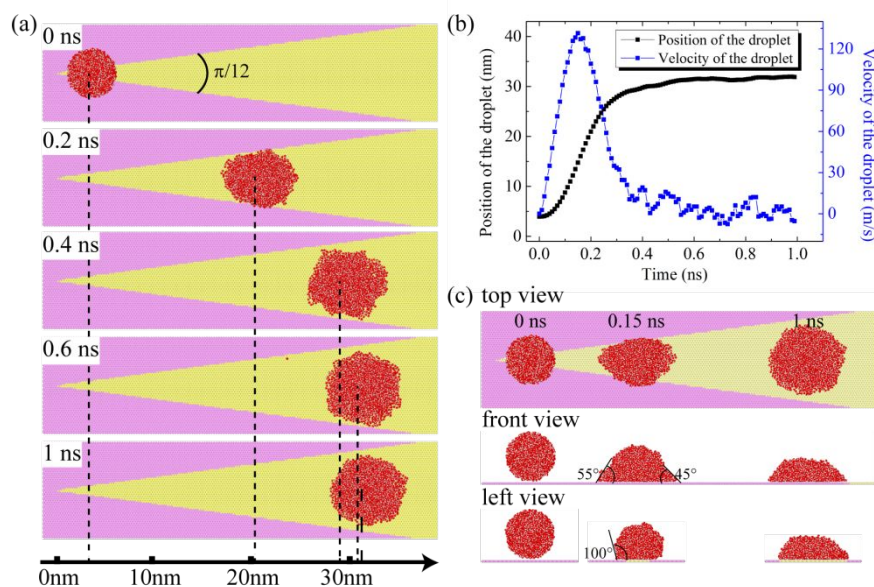 (a)
0 ns
π/12
0.2 ns
0.4 ns
0.6 ns
1 ns
0nm 10nm 20nm 30nm
(b)
Position of the droplet (nm)
40
30
20
10
0
Position of the droplet
Velocity of the droplet
120
90
60
30
0
Velocity of the droplet (m/s)
0.0 0.2 0.4 0.6 0.8 1.0
Time (ns)
(c)
top view
0 ns 0.15 ns 1 ns
front view
55° 45°
left view
100°